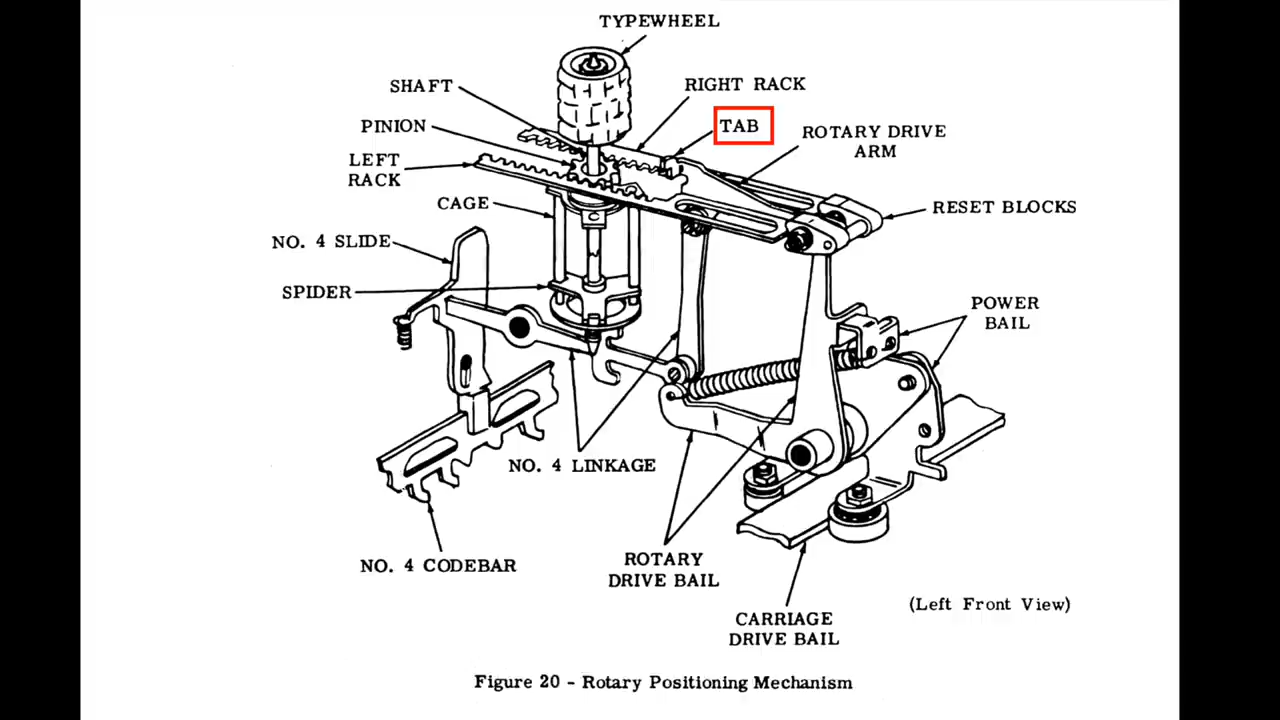 TYPEWHEEL
SHAFT
RIGHT RACK
PINION
TAB
ROTARY DRIVE
ARM
LEFT
RACK
CAGE
RESET BLOCKS
NO. 4 SLIDE
SPIDER
POWER
BAIL
NO. 4 LINKAGE
NO. 4 CODEBAR
ROTARY
DRIVE BAIL
(Left Front View)
CARRIAGE
DRIVE BAIL
Figure 20 - Rotary Positioning Mechanism